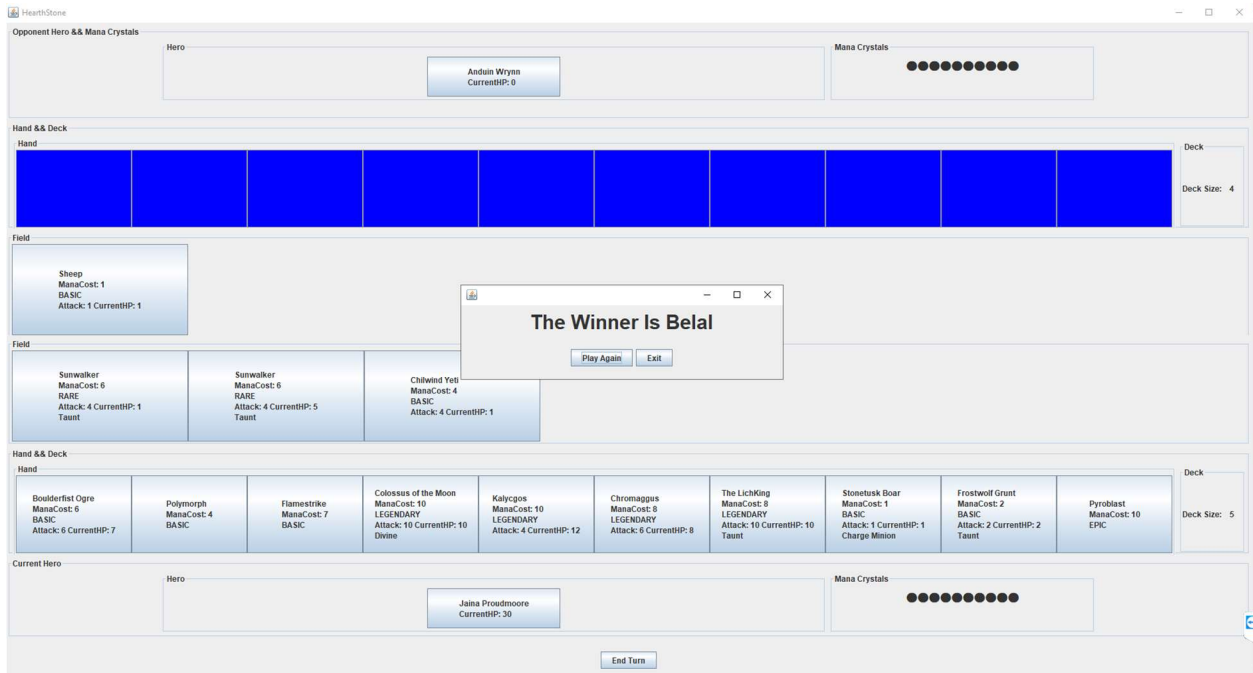 HearthStone
Opponent Hero && Mana Crystals
Hero
Anduin Wrynn
CurrentHP: 0
Mana Crystals
Hand && Deck
Hand
Deck
Deck Size: 4
Field
Sheep
ManaCost: 1
BASIC
Attack: 1 CurrentHP: 1
The Winner Is Belal
Play Again
Exit
Field
Sunwalker
ManaCost: 6
RARE
Attack: 4 CurrentHP: 1
Taunt
Sunwalker
ManaCost: 6
RARE
Attack: 4 CurrentHP: 5
Taunt
Chilwind Yeti
ManaCost: 4
BASIC
Attack: 4 CurrentHP: 1
Hand && Deck
Hand
Boulderfist Ogre
ManaCost: 6
BASIC
Attack: 6 CurrentHP: 7
Polymorph
ManaCost: 4
BASIC
Flamestrike
ManaCost: 7
BASIC
Colossus of the Moon
ManaCost: 10
LEGENDARY
Attack: 10 CurrentHP: 10
Divine
Kalycgos
ManaCost: 10
LEGENDARY
Attack: 4 CurrentHP: 12
Chromaggus
ManaCost: 8
LEGENDARY
Attack: 6 CurrentHP: 8
The LichKing
ManaCost: 8
LEGENDARY
Attack: 10 CurrentHP: 10
Taunt
Stonetusk Boar
ManaCost: 1
BASIC
Attack: 1 CurrentHP: 1
Charge Minion
Frostwolf Grunt
ManaCost: 2
BASIC
Attack: 2 CurrentHP: 2
Taunt
Pyroblast
ManaCost: 10
EPIC
Deck
Deck Size: 5
Current Hero
Hero
Jaina Proudmoore
CurrentHP: 30
Mana Crystals
End Turn